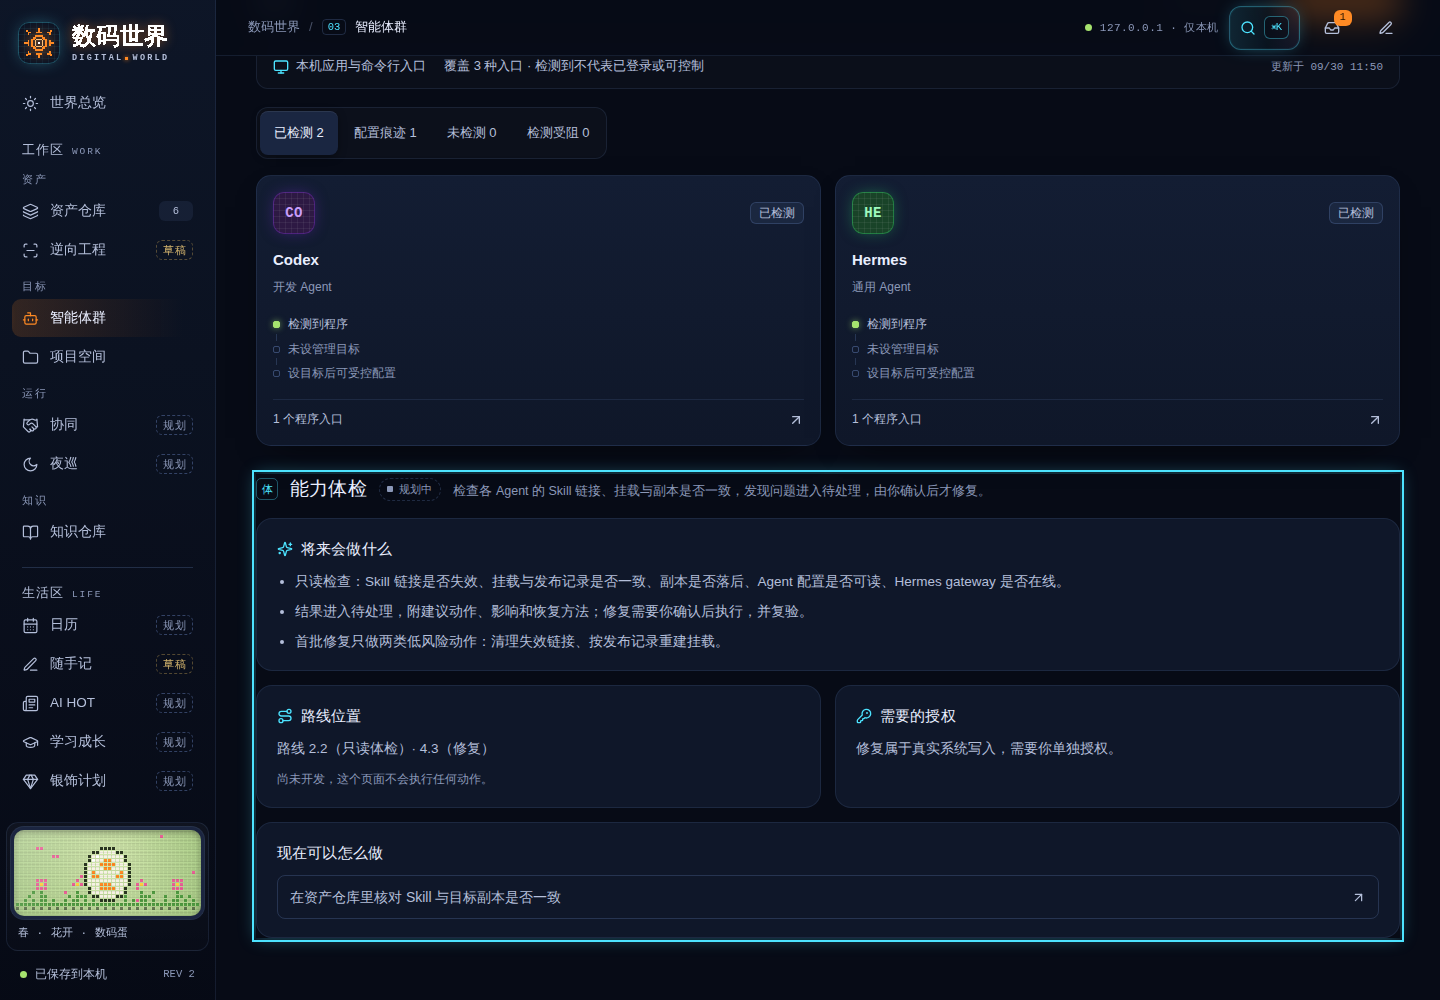 数码世界
DIGITAL WORLD
世界总览
工作区 WORK
资产
资产仓库 6
逆向工程 草稿
目标
智能体群
项目空间
运行
协同 规划
夜巡 规划
知识
知识仓库
生活区 LIFE
日历 规划
随手记 草稿
AI HOT 规划
学习成长 规划
银饰计划 规划
春 · 花开 · 数码蛋
已保存到本机 REV 2
数码世界 / 03 智能体群
127.0.0.1 · 仅本机
⌘K
1
本机应用与命令行入口 覆盖 3 种入口 · 检测到不代表已登录或可控制
更新于 09/30 11:50
已检测 2 配置痕迹 1 未检测 0 检测受阻 0
CO 已检测
Codex
开发 Agent
检测到程序
未设管理目标
设目标后可受控配置
1 个程序入口
HE 已检测
Hermes
通用 Agent
检测到程序
未设管理目标
设目标后可受控配置
1 个程序入口
体 能力体检 规划中 检查各 Agent 的 Skill 链接、挂载与副本是否一致，发现问题进入待处理，由你确认后才修复。
将来会做什么
• 只读检查：Skill 链接是否失效、挂载与发布记录是否一致、副本是否落后、Agent 配置是否可读、Hermes gateway 是否在线。
• 结果进入待处理，附建议动作、影响和恢复方法；修复需要你确认后执行，并复验。
• 首批修复只做两类低风险动作：清理失效链接、按发布记录重建挂载。
路线位置
路线 2.2（只读体检）· 4.3（修复）
尚未开发，这个页面不会执行任何动作。
需要的授权
修复属于真实系统写入，需要你单独授权。
现在可以怎么做
在资产仓库里核对 Skill 与目标副本是否一致